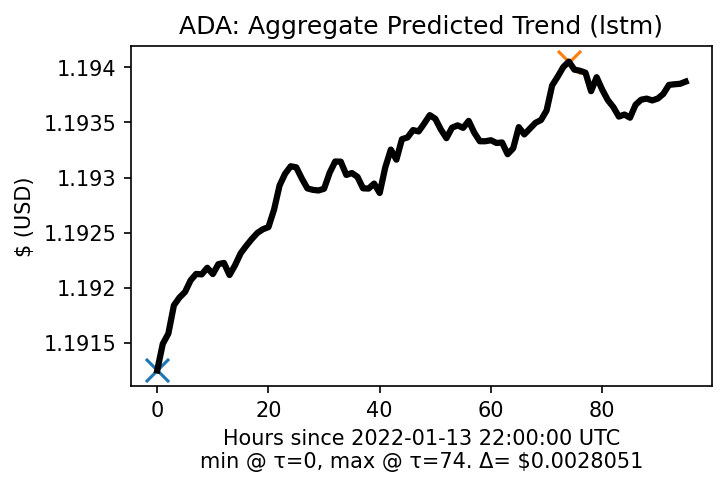 ADA: Aggregate Predicted Trend (lstm)
1.194
1.1935
1.193
1.1925
1.192
1.1915
$ (USD)
0 20 40 60 80
Hours since 2022-01-13 22:00:00 UTC
min @ τ=0, max @ τ=74. Δ= $0.0028051